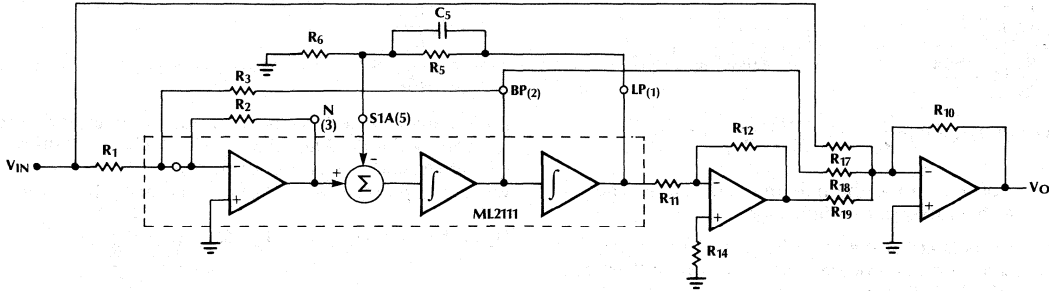 C5
R6
R5
R3
BP(2)
LP(1)
R2
N
(3)
S1A(5)
R10
R12
VIN
R1
R17
R18
R19
R11
VO
−
+
+
−
Σ
∫
∫
−
+
−
+
ML2111
R14